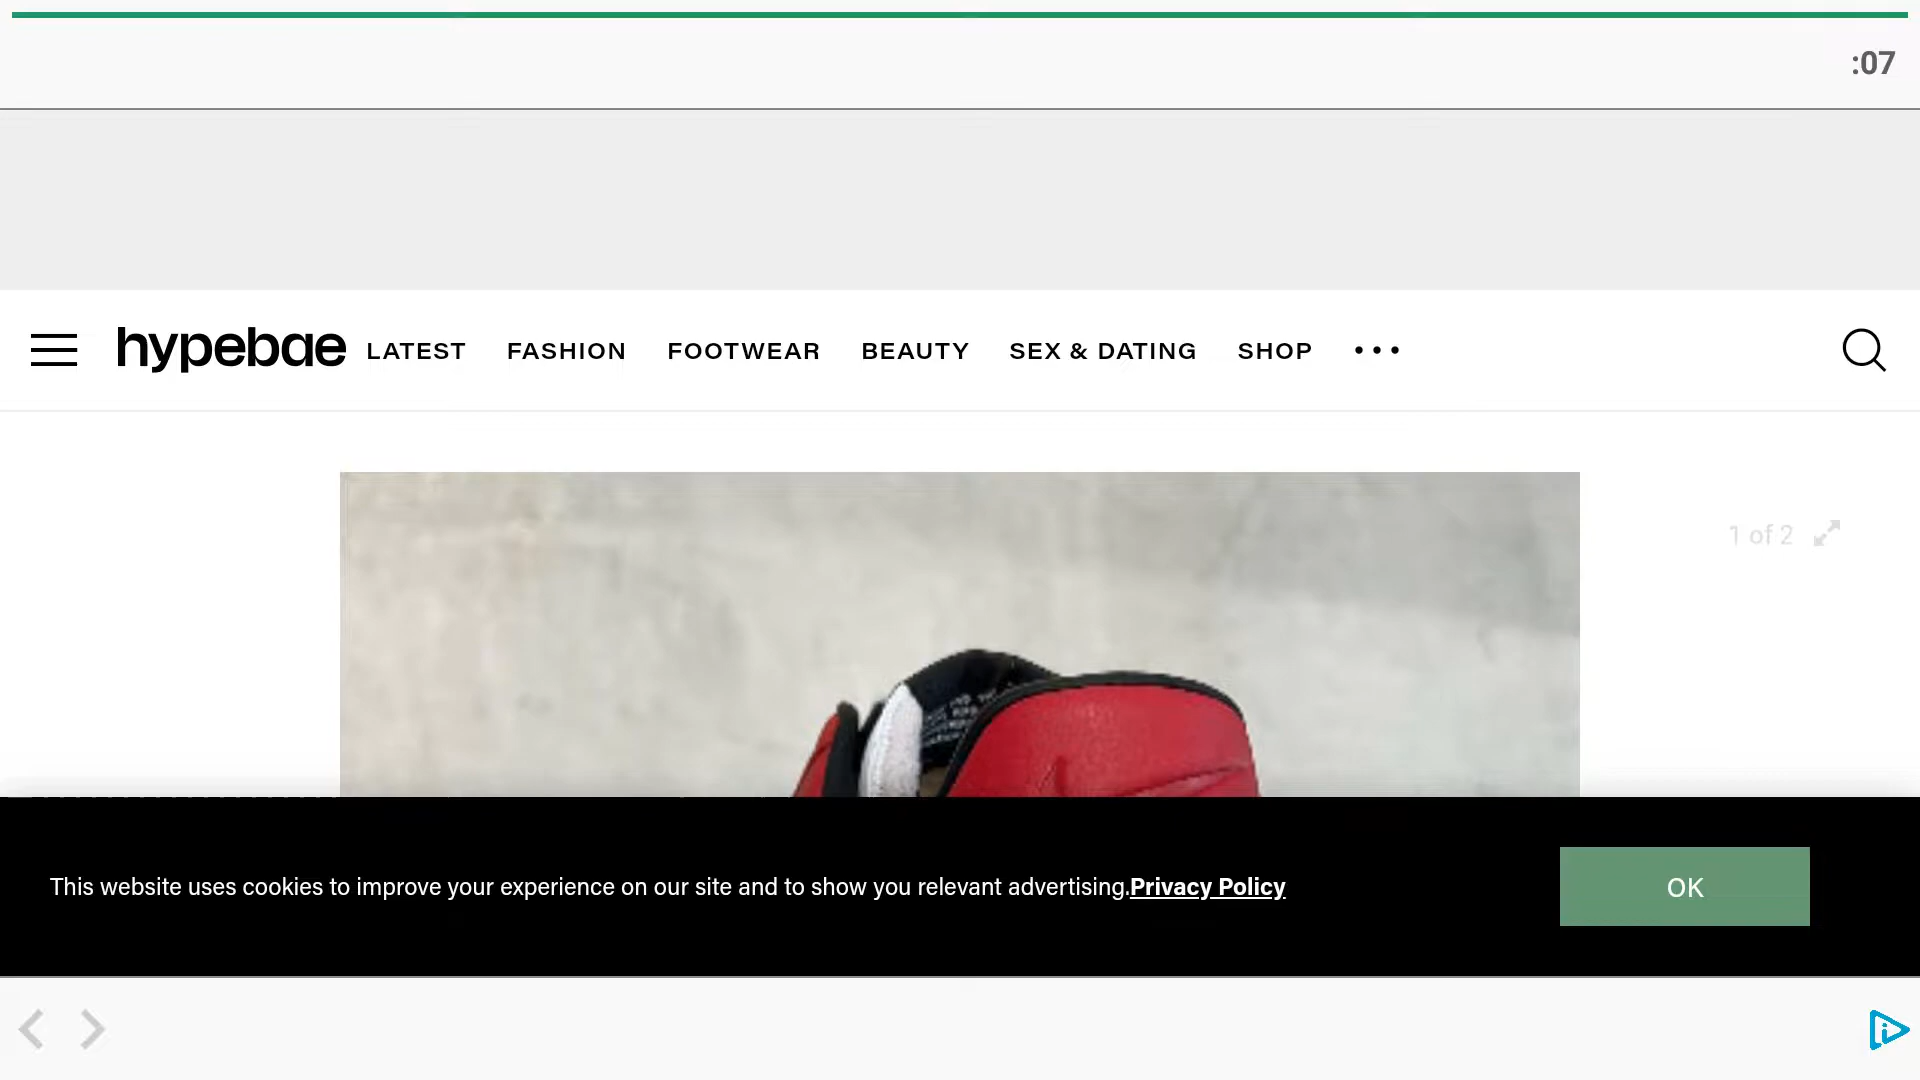 :07
hypebae LATEST FASHION FOOTWEAR BEAUTY SEX & DATING SHOP
1 of 2
This website uses cookies to improve your experience on our site and to show you relevant advertising.Privacy Policy
OK